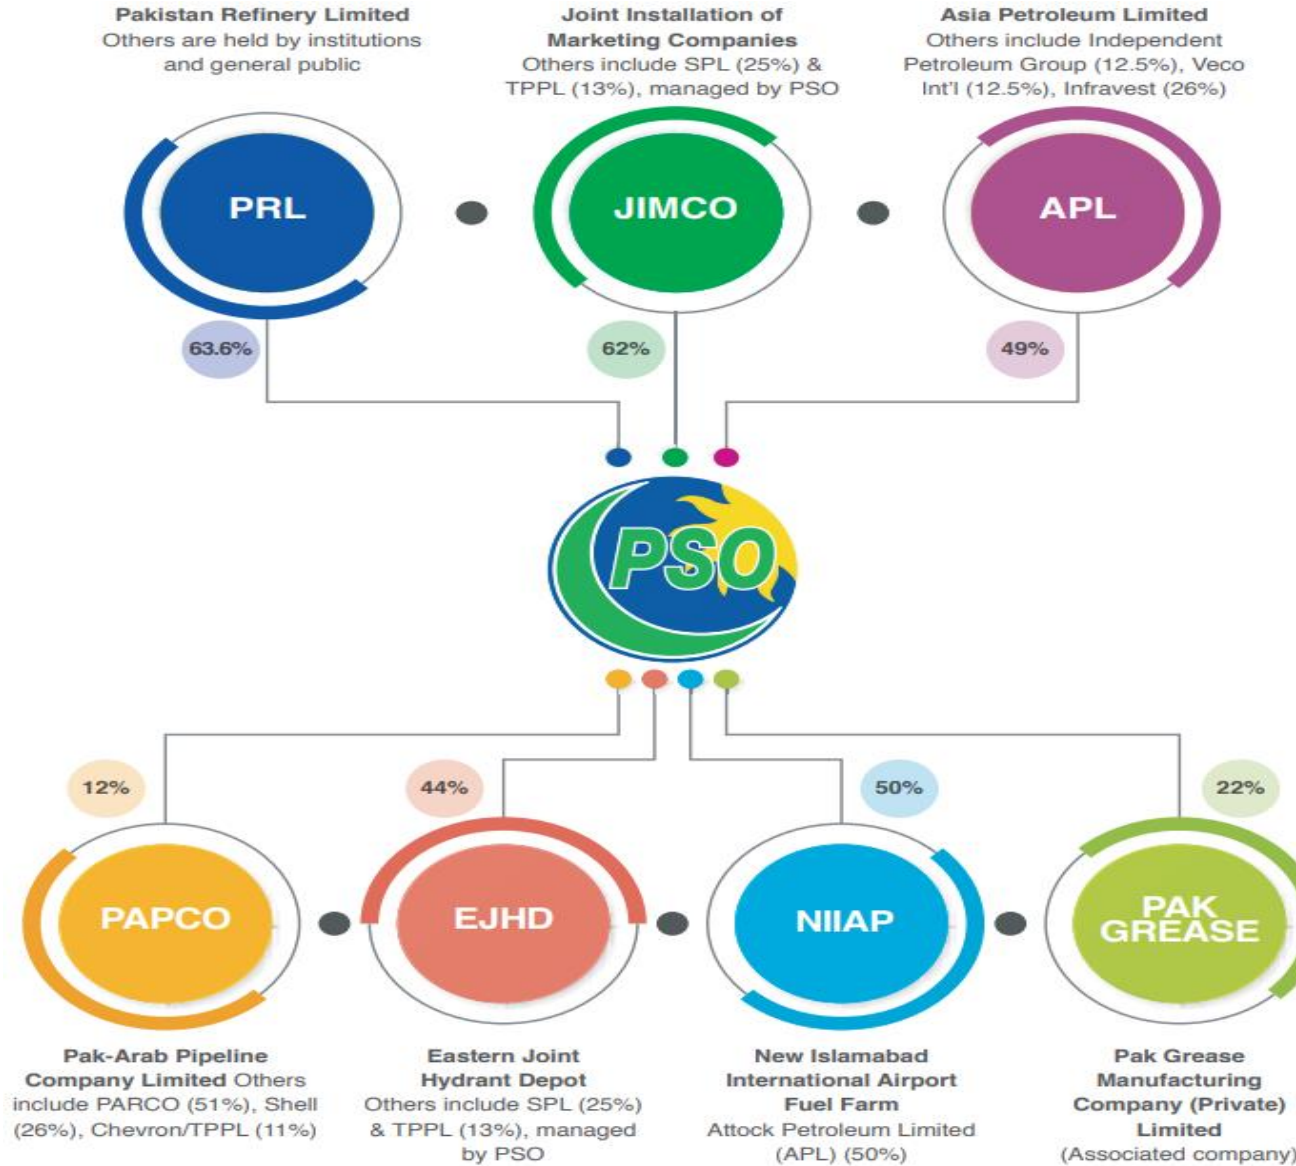 Pakistan Refinery Limited
Others are held by institutions
and general public
Joint Installation of
Marketing Companies
Others include SPL (25%) &
TPPL (13%), managed by PSO
Asia Petroleum Limited
Others include Independent
Petroleum Group (12.5%), Veco
Int'l (12.5%), Infravest (26%)
PRL
JIMCO
APL
63.6%
62%
49%
PSO
12%
44%
50%
22%
PAPCO
EJHD
NIIAP
PAK
GREASE
Pak-Arab Pipeline
Company Limited Others
include PARCO (51%), Shell
(26%), Chevron/TPPL (11%)
Eastern Joint
Hydrant Depot
Others include SPL (25%)
& TPPL (13%), managed
by PSO
New Islamabad
International Airport
Fuel Farm
Attock Petroleum Limited
(APL) (50%)
Pak Grease
Manufacturing
Company (Private)
Limited
(Associated company)